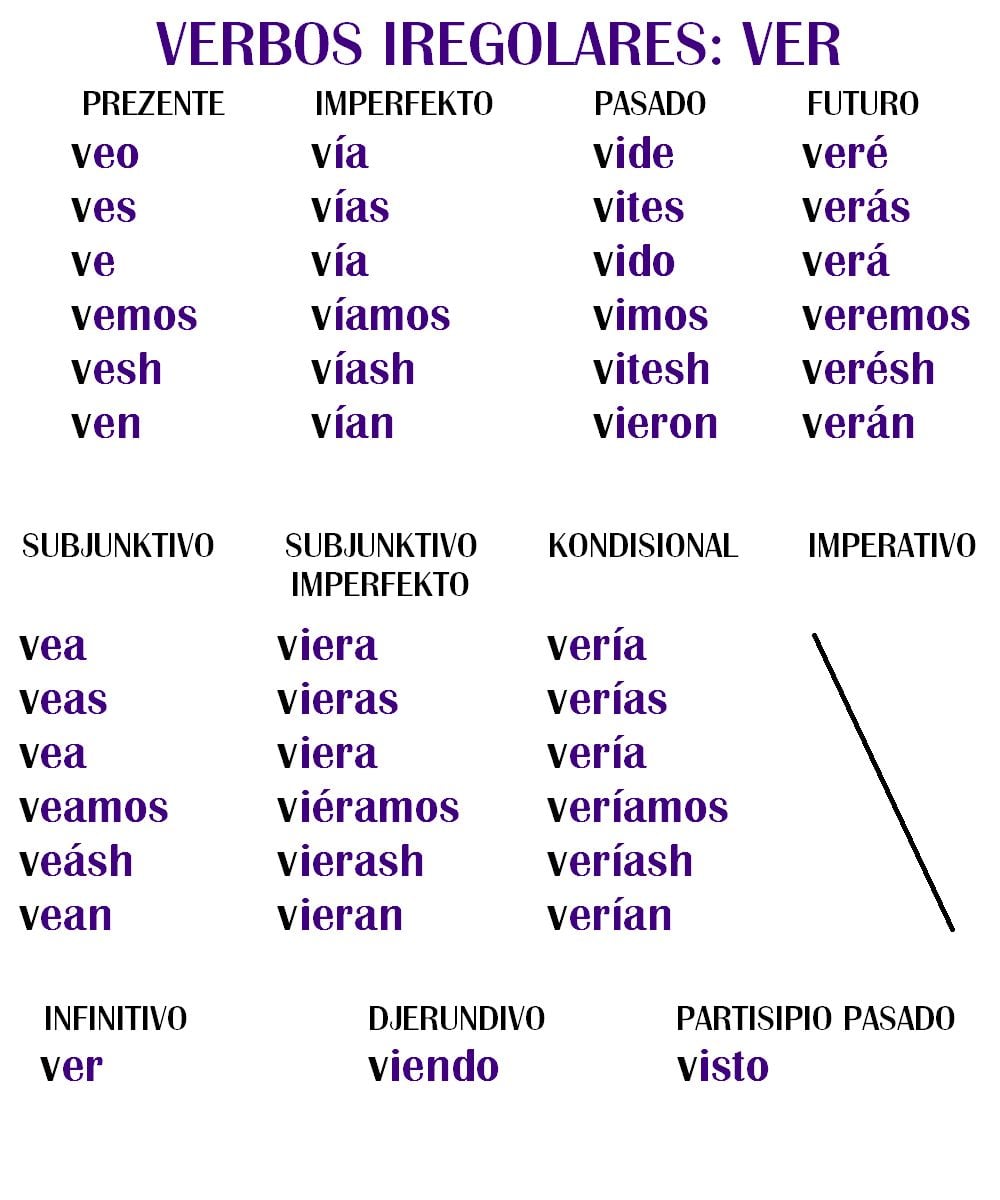 VERBOS IREGOLARES: VER
PREZENTE IMPERFEKTO PASADO FUTURO
veo vía vide veré
ves vías vites verás
ve vía vido verá
vemos víamos vimos veremos
vesh víash vitesh verésh
ven vían vieron verán
SUBJUNKTIVO SUBJUNKTIVO KONDISIONAL IMPERATIVO
IMPERFEKTO
vea viera vería
veas vieras verías
vea viera vería
veamos viéramos veríamos
veásh vierash veríash
vean vieran verían
INFINITIVO DJERUNDIVO PARTISIPIO PASADO
ver viendo visto